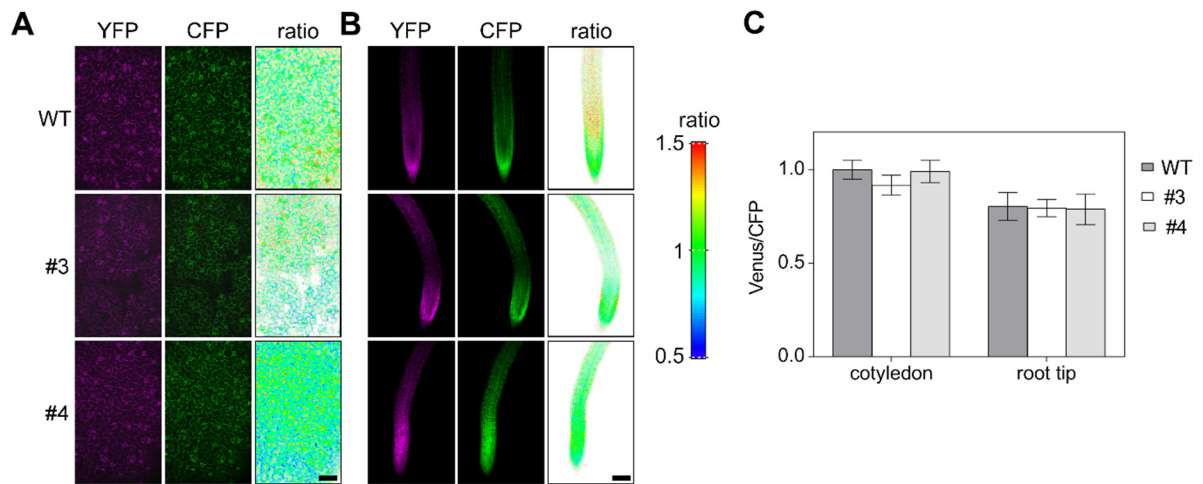 A YFP CFP ratio B YFP CFP ratio C
WT
#3
#4
ratio
1.5
1
0.5
Venus/CFP
1.0
0.5
0.0
cotyledon root tip
WT
#3
#4